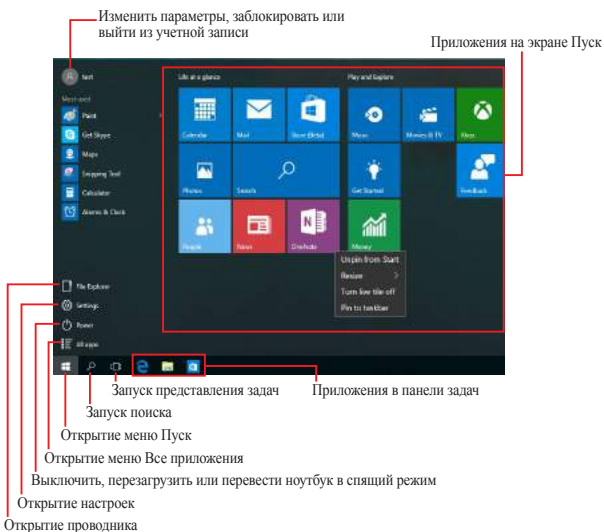 Изменить параметры, заблокировать или
выйти из учетной записи
Приложения на экране Пуск
test
Life at a glance
Play and Explore
Most used
Paint
Get Skype
Maps
Snipping Tool
Calculator
Alarms & Clock
Calendar
Mail
Store (Beta)
Music
Movies & TV
Xbox
Photos
Search
Get Started
Feedback
People
News
OneNote
Money
Unpin from Start
Resize
Turn live tile off
Pin to taskbar
File Explorer
Settings
Power
All apps
Запуск представления задач
Приложения в панели задач
Запуск поиска
Открытие меню Пуск
Открытие меню Все приложения
Выключить, перезагрузить или перевести ноутбук в спящий режим
Открытие настроек
Открытие проводника